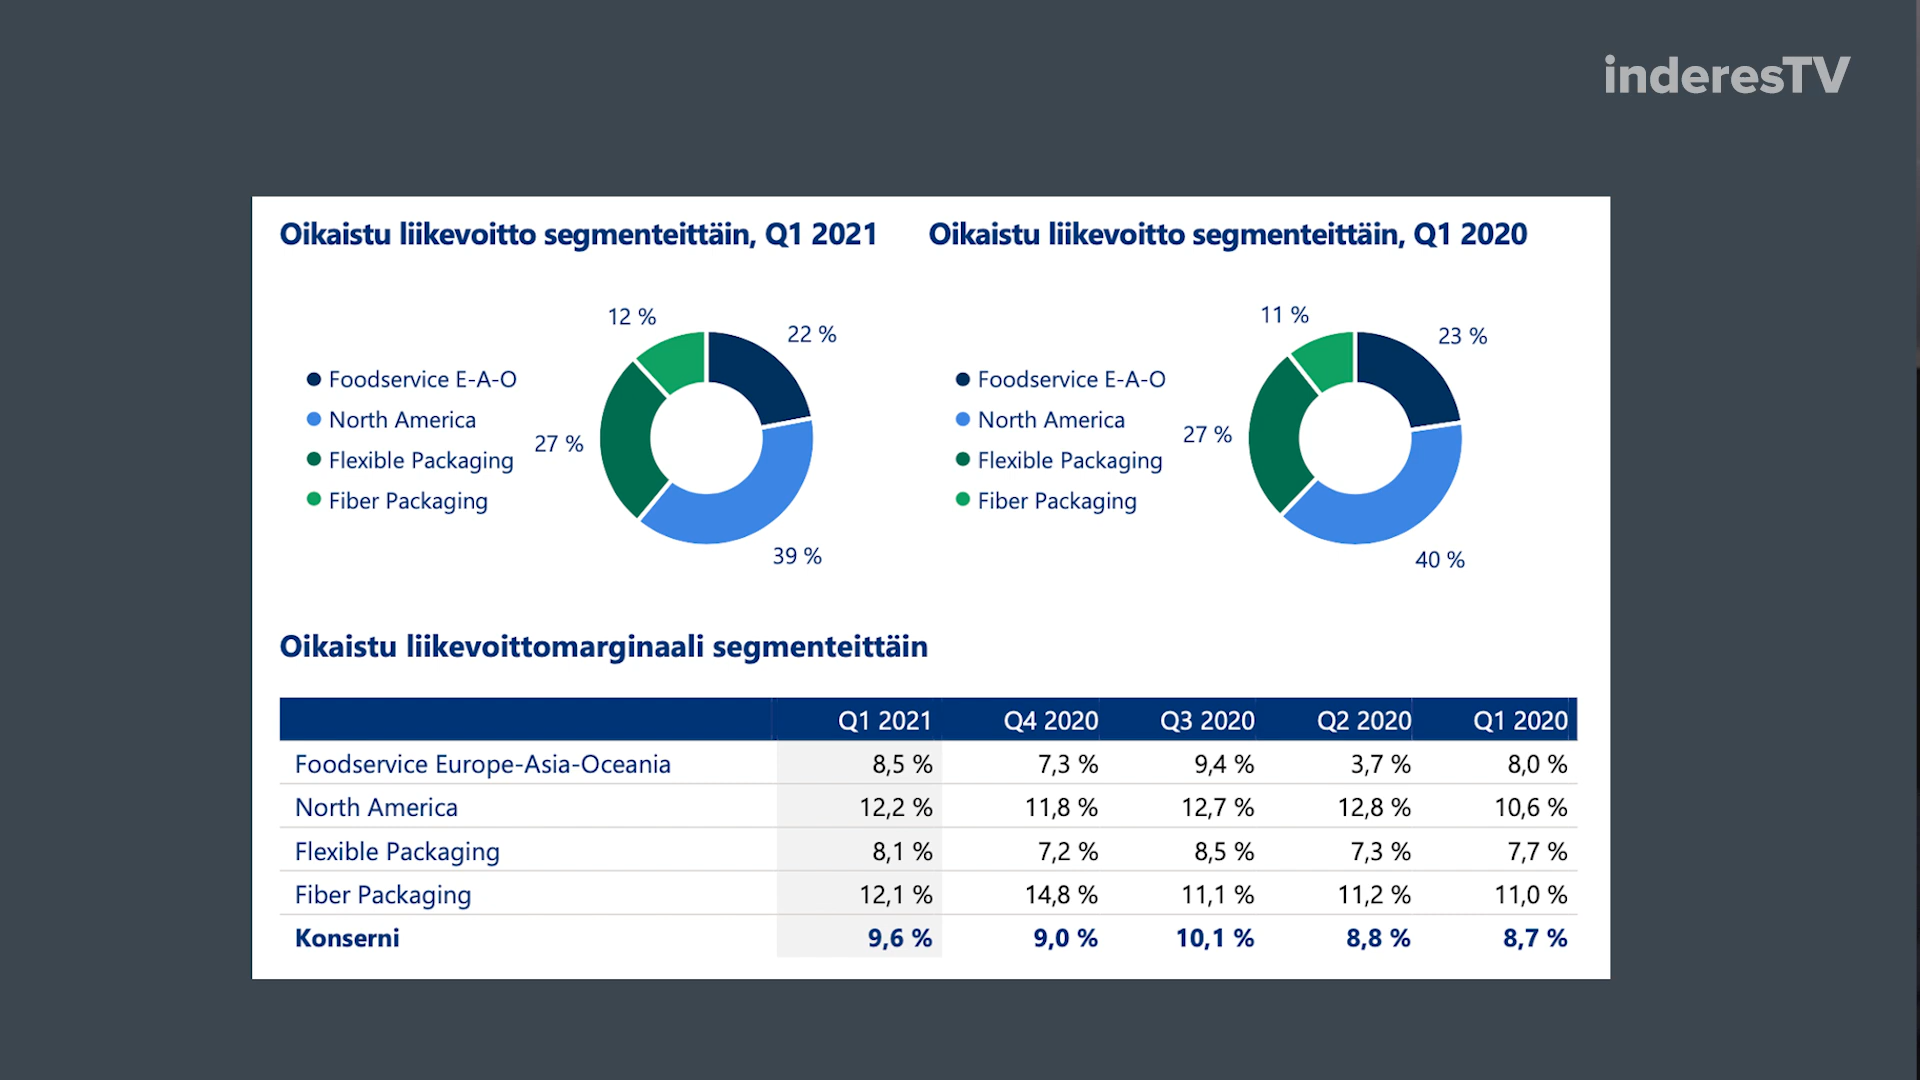 inderesTV
Oikaistu liikevoitto segmenteittäin, Q1 2021
12 %
22 %
Foodservice E-A-O
North America
Flexible Packaging
Fiber Packaging
27 %
39 %
Oikaistu liikevoitto segmenteittäin, Q1 2020
11 %
23 %
Foodservice E-A-O
North America
Flexible Packaging
Fiber Packaging
27 %
40 %
Oikaistu liikevoittomarginaali segmenteittäin
Q1 2021 Q4 2020 Q3 2020 Q2 2020 Q1 2020
Foodservice Europe-Asia-Oceania 8,5 % 7,3 % 9,4 % 3,7 % 8,0 %
North America 12,2 % 11,8 % 12,7 % 12,8 % 10,6 %
Flexible Packaging 8,1 % 7,2 % 8,5 % 7,3 % 7,7 %
Fiber Packaging 12,1 % 14,8 % 11,1 % 11,2 % 11,0 %
Konserni 9,6 % 9,0 % 10,1 % 8,8 % 8,7 %